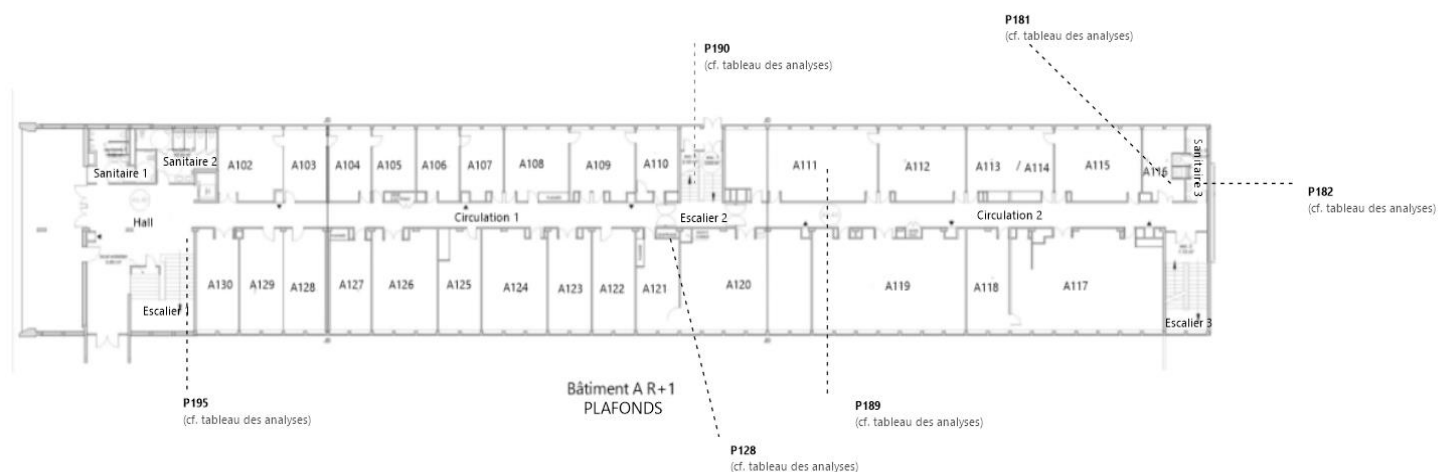 P181
(cf. tableau des analyses)
P190
(cf. tableau des analyses)
Sanitaire 1
Sanitaire 2
A102
A103
A104
A105
A106
A107
A108
A109
A110
A111
A112
A113
/ A114
A115
A116
Sanitaire 3
P182
(cf. tableau des analyses)
Hall
Circulation 1
Escalier 2
Circulation 2
A130
A129
A128
A127
A126
A125
A124
A123
A122
A121
A120
A119
A118
A117
Escalier 1
Escalier 3
Bâtiment A R+1
PLAFONDS
P195
(cf. tableau des analyses)
P189
(cf. tableau des analyses)
P128
(cf. tableau des analyses)